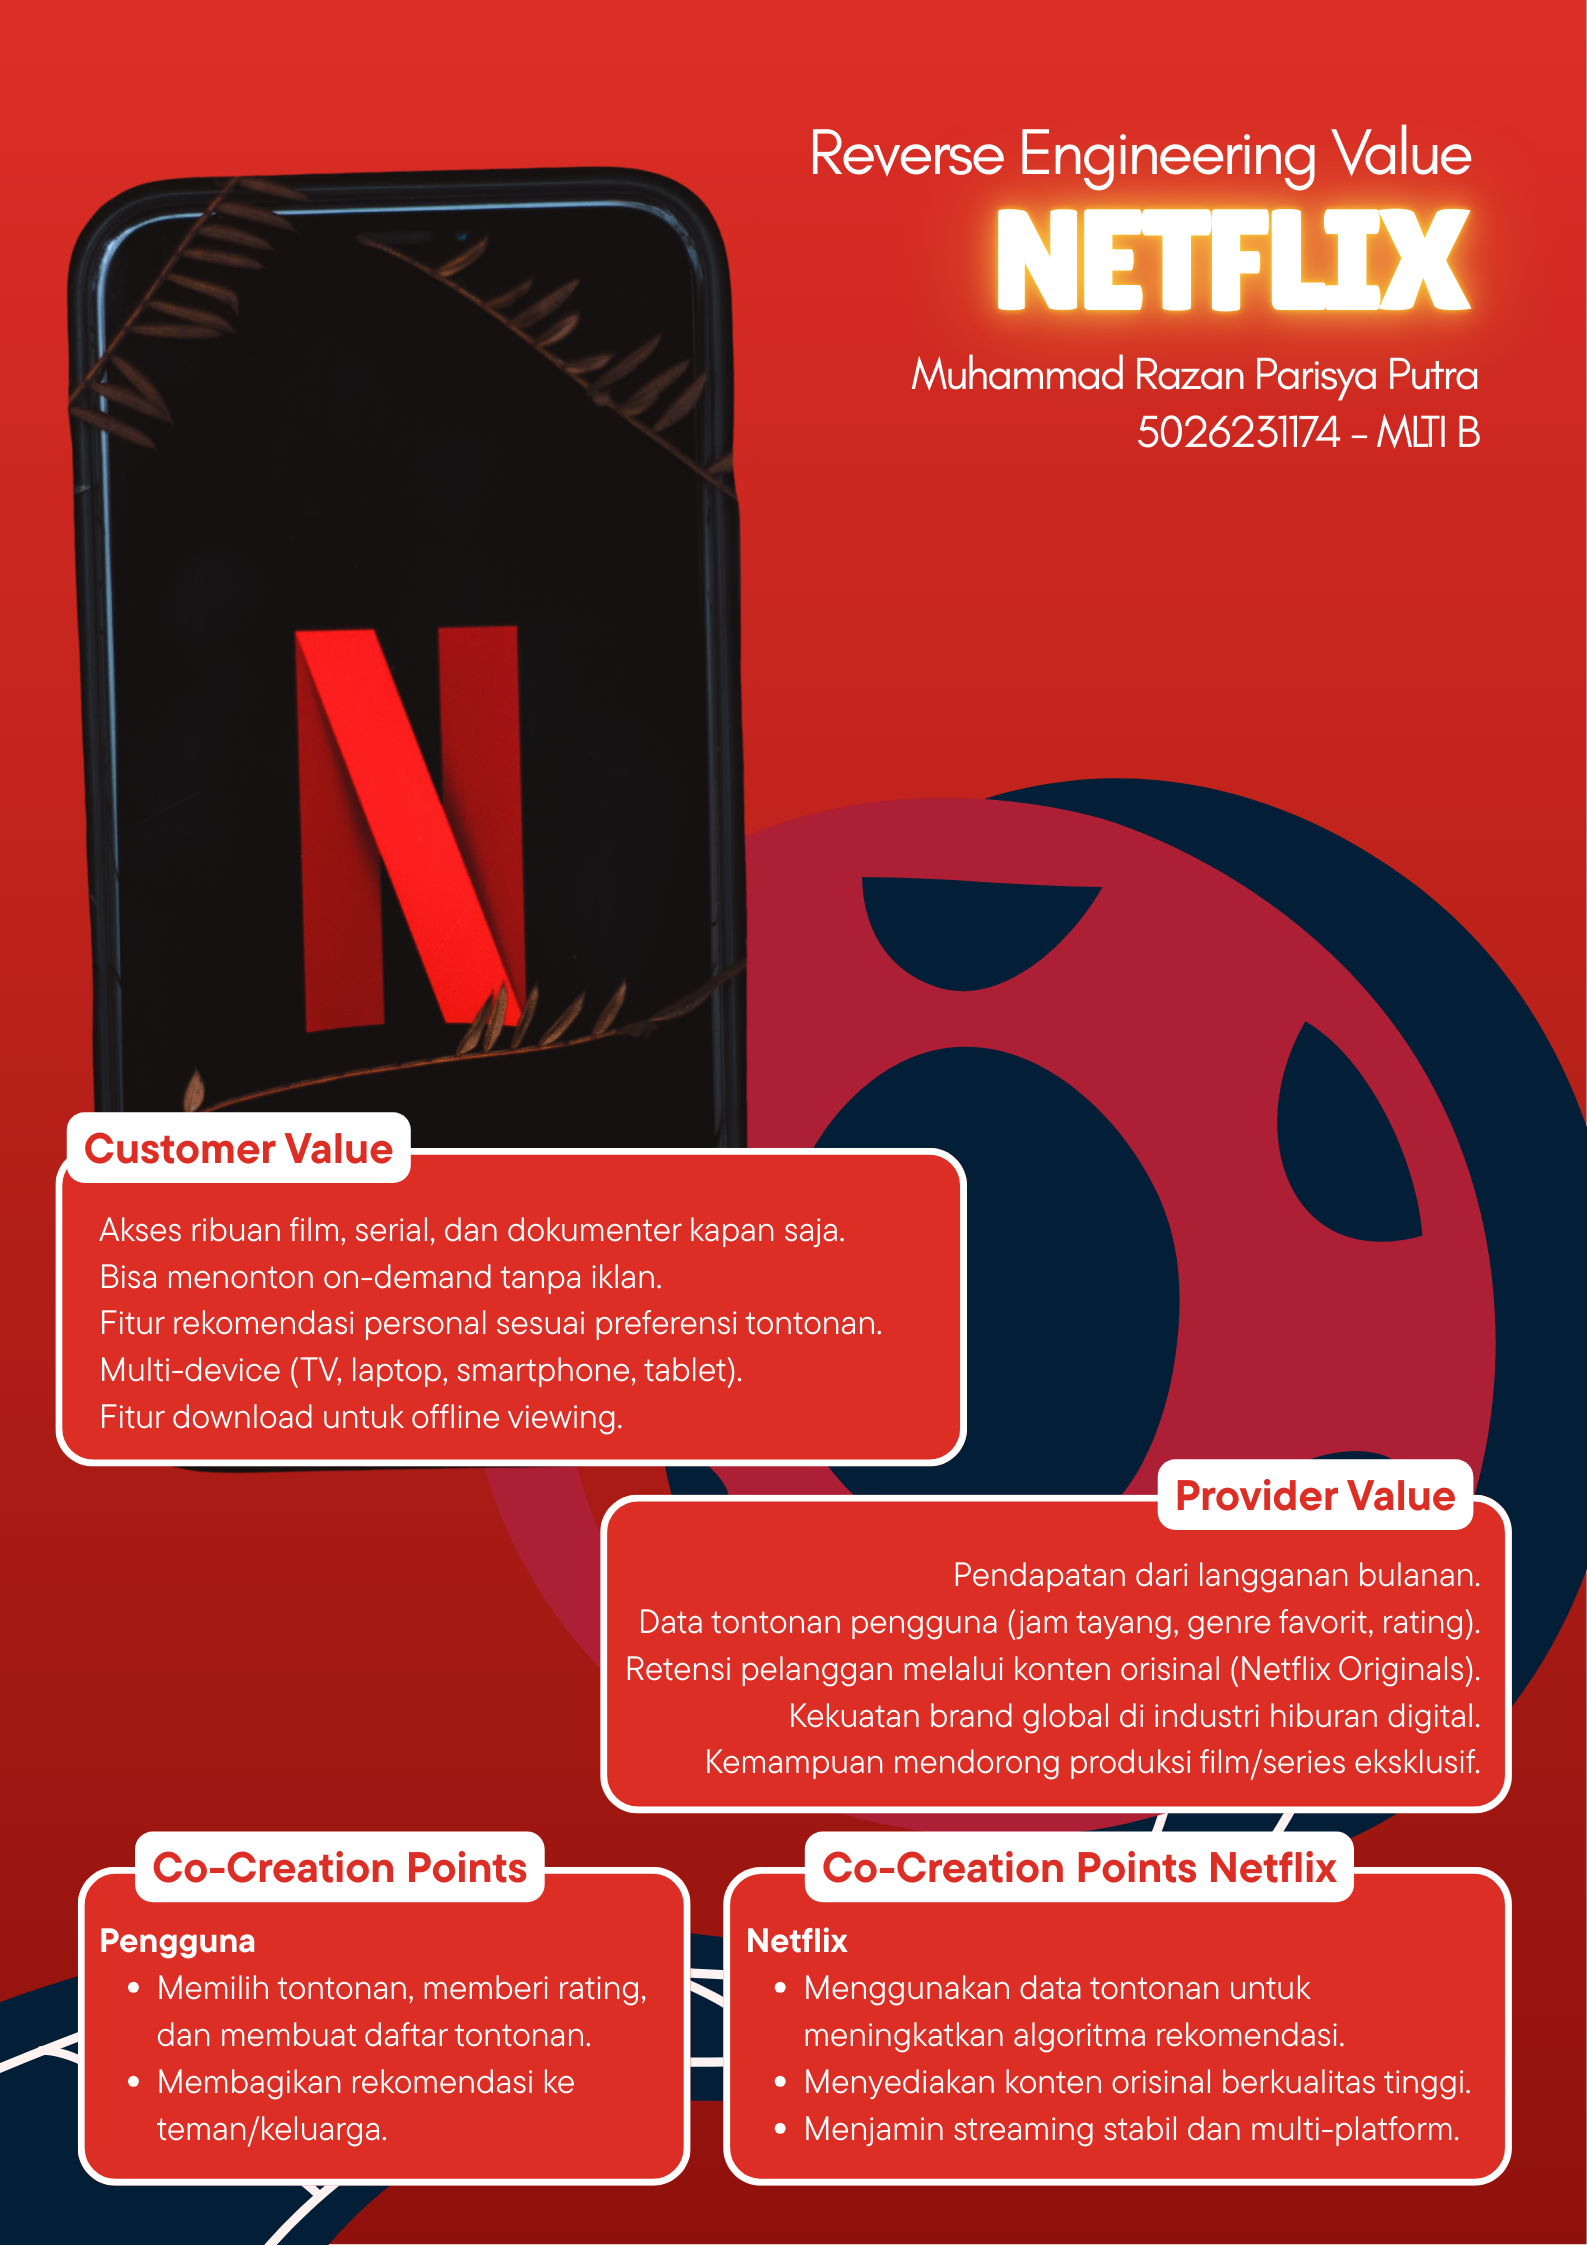 Reverse Engineering Value
NETFLIX
Muhammad Razan Parisya Putra
5026231174 - MLTI B
N
Customer Value
Akses ribuan film, serial, dan dokumenter kapan saja.
Bisa menonton on-demand tanpa iklan.
Fitur rekomendasi personal sesuai preferensi tontonan.
Multi-device (TV, laptop, smartphone, tablet).
Fitur download untuk offline viewing.
Provider Value
Pendapatan dari langganan bulanan.
Data tontonan pengguna (jam tayang, genre favorit, rating).
Retensi pelanggan melalui konten orisinal (Netflix Originals).
Kekuatan brand global di industri hiburan digital.
Kemampuan mendorong produksi film/series eksklusif.
Co-Creation Points
Pengguna
• Memilih tontonan, memberi rating,
dan membuat daftar tontonan.
• Membagikan rekomendasi ke
teman/keluarga.
Co-Creation Points Netflix
Netflix
• Menggunakan data tontonan untuk
meningkatkan algoritma rekomendasi.
• Menyediakan konten orisinal berkualitas tinggi.
• Menjamin streaming stabil dan multi-platform.